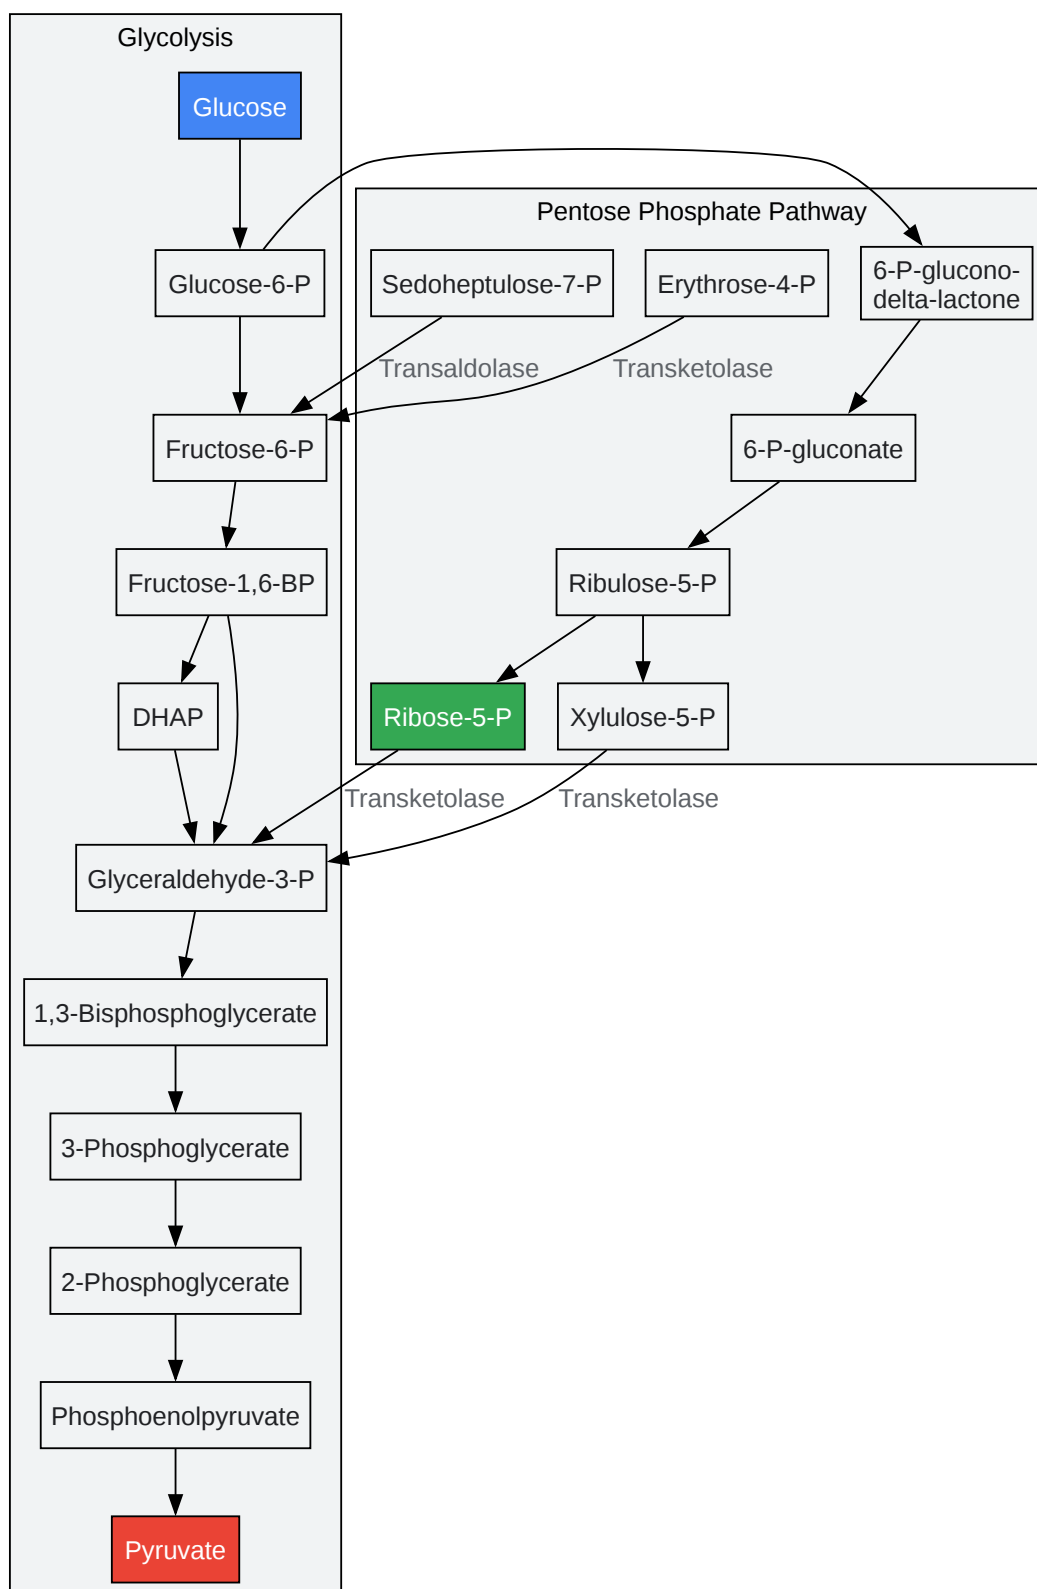 Glycolysis
Glucose
Pentose Phosphate Pathway
Glucose-6-P
Sedoheptulose-7-P
Erythrose-4-P
6-P-glucono-
delta-lactone
Transaldolase
Transketolase
Fructose-6-P
6-P-gluconate
Fructose-1,6-BP
Ribulose-5-P
DHAP
Ribose-5-P
Xylulose-5-P
Transketolase
Transketolase
Glyceraldehyde-3-P
1,3-Bisphosphoglycerate
3-Phosphoglycerate
2-Phosphoglycerate
Phosphoenolpyruvate
Pyruvate